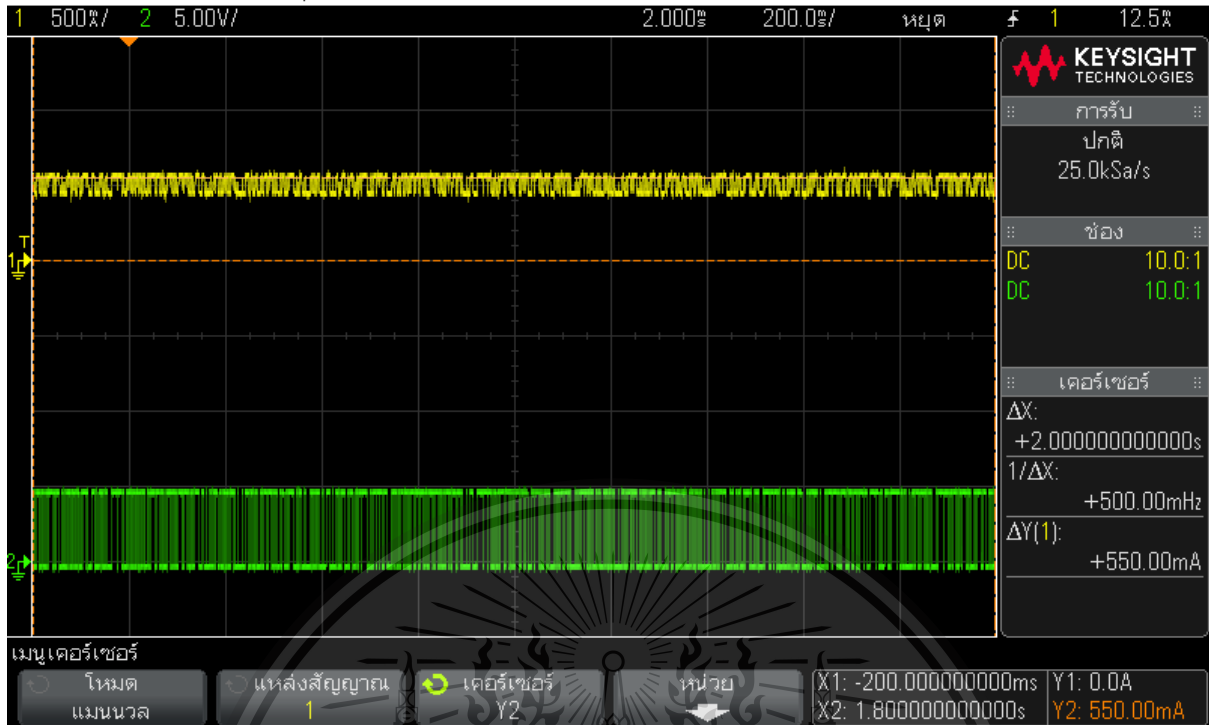 1 500㎷/ 2 5.00V/ 2.000s 200.0s/ หยุด 1 12.5
KEYSIGHT
TECHNOLOGIES
การรับ
ปกติ
25.0kSa/s
ช่อง
DC 10.0:1
DC 10.0:1
เคอร์เซอร์
ΔX:
+2.000000000000s
1/ΔX:
+500.00mHz
ΔY(1):
+550.00mA
T
1
2
เมนูเคอร์เซอร์
โหมด
แมนนวล
แหล่งสัญญาณ
1
เคอร์เซอร์
Y2
หน่วย
X1: -200.000000000ms
X2: 1.800000000000s
Y1: 0.0A
Y2: 550.00mA